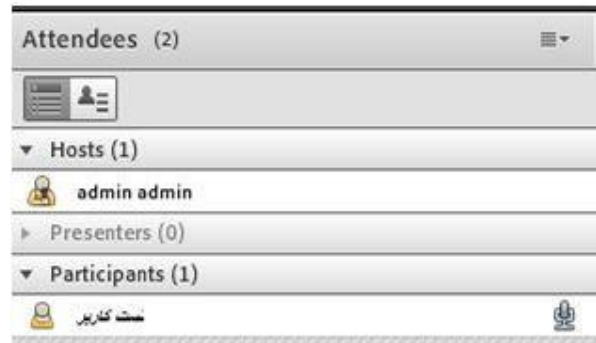 Attendees (2)
Hosts (1)
admin admin
Presenters (0)
Participants (1)
تست کاربر